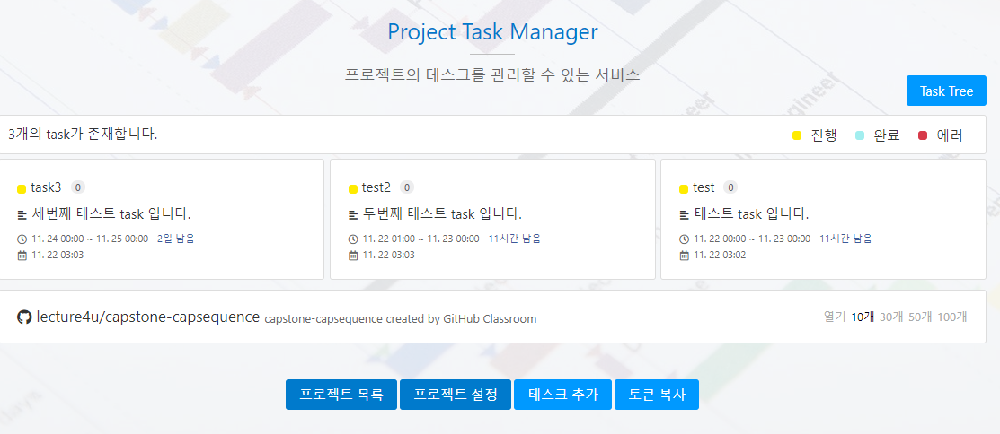 Project Task Manager
프로젝트의 테스크를 관리할 수 있는 서비스
Task Tree
3개의 task가 존재합니다.
진행 완료 에러
task3 0
세번째 테스트 task 입니다.
11. 24 00:00 ~ 11. 25 00:00 2일 남음
11. 22 03:03
test2 0
두번째 테스트 task 입니다.
11. 22 01:00 ~ 11. 23 00:00 11시간 남음
11. 22 03:03
test 0
테스트 task 입니다.
11. 22 00:00 ~ 11. 23 00:00 11시간 남음
11. 22 03:02
lecture4u/capstone-capsequence capstone-capsequence created by GitHub Classroom
열기 10개 30개 50개 100개
프로젝트 목록 프로젝트 설정 테스크 추가 토큰 복사